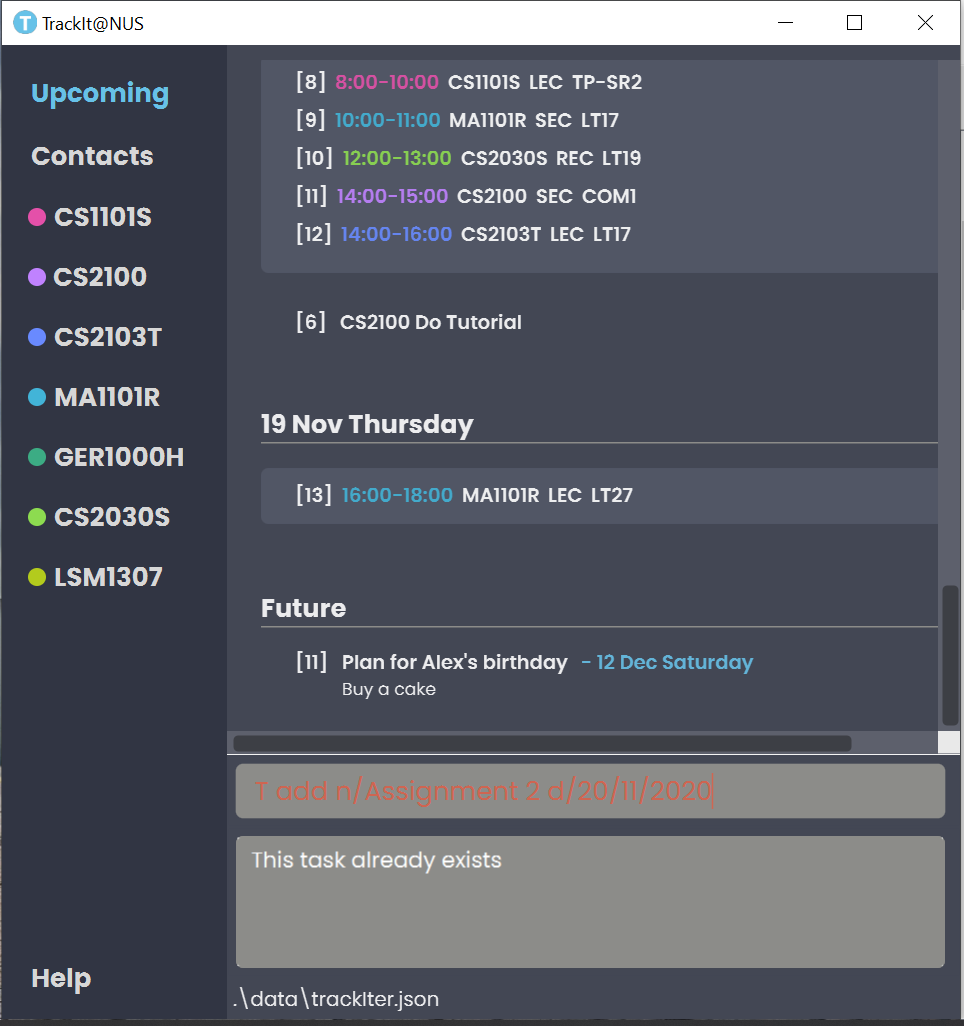 T TrackIt@NUS
Upcoming
Contacts
CS1101S
CS2100
CS2103T
MA1101R
GER1000H
CS2030S
LSM1307
Help
[8] 8:00-10:00 CS1101S LEC TP-SR2
[9] 10:00-11:00 MA1101R SEC LT17
[10] 12:00-13:00 CS2030S REC LT19
[11] 14:00-15:00 CS2100 SEC COM1
[12] 14:00-16:00 CS2103T LEC LT17
[6] CS2100 Do Tutorial
19 Nov Thursday
[13] 16:00-18:00 MA1101R LEC LT27
Future
[11] Plan for Alex's birthday - 12 Dec Saturday
Buy a cake
T add n/Assignment 2 d/20/11/2020
This task already exists
.\data\trackIter.json